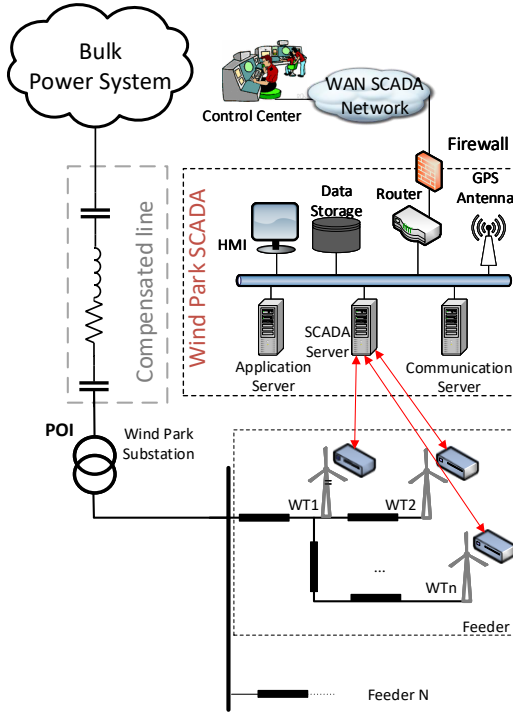 Bulk
Power System
Control Center
WAN SCADA
Network
Firewall
Compensated line
Wind Park SCADA
HMI
Data
Storage
Router
GPS
Antenna
Application
Server
SCADA
Server
Communication
Server
POI
Wind Park
Substation
WT1
=
WT2
...
WTn
Feeder
Feeder N